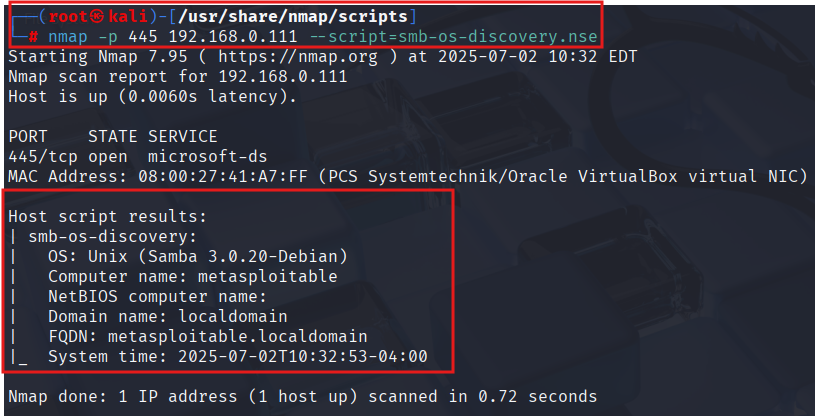 ┌──(root㉿kali)-[/usr/share/nmap/scripts]
└─# nmap -p 445 192.168.0.111 --script=smb-os-discovery.nse
Starting Nmap 7.95 ( https://nmap.org ) at 2025-07-02 10:32 EDT
Nmap scan report for 192.168.0.111
Host is up (0.0060s latency).
PORT    STATE SERVICE
445/tcp open  microsoft-ds
MAC Address: 08:00:27:41:A7:FF (PCS Systemtechnik/Oracle VirtualBox virtual NIC)
Host script results:
| smb-os-discovery:
|   OS: Unix (Samba 3.0.20-Debian)
|   Computer name: metasploitable
|   NetBIOS computer name:
|   Domain name: localdomain
|   FQDN: metasploitable.localdomain
|_  System time: 2025-07-02T10:32:53-04:00
Nmap done: 1 IP address (1 host up) scanned in 0.72 seconds